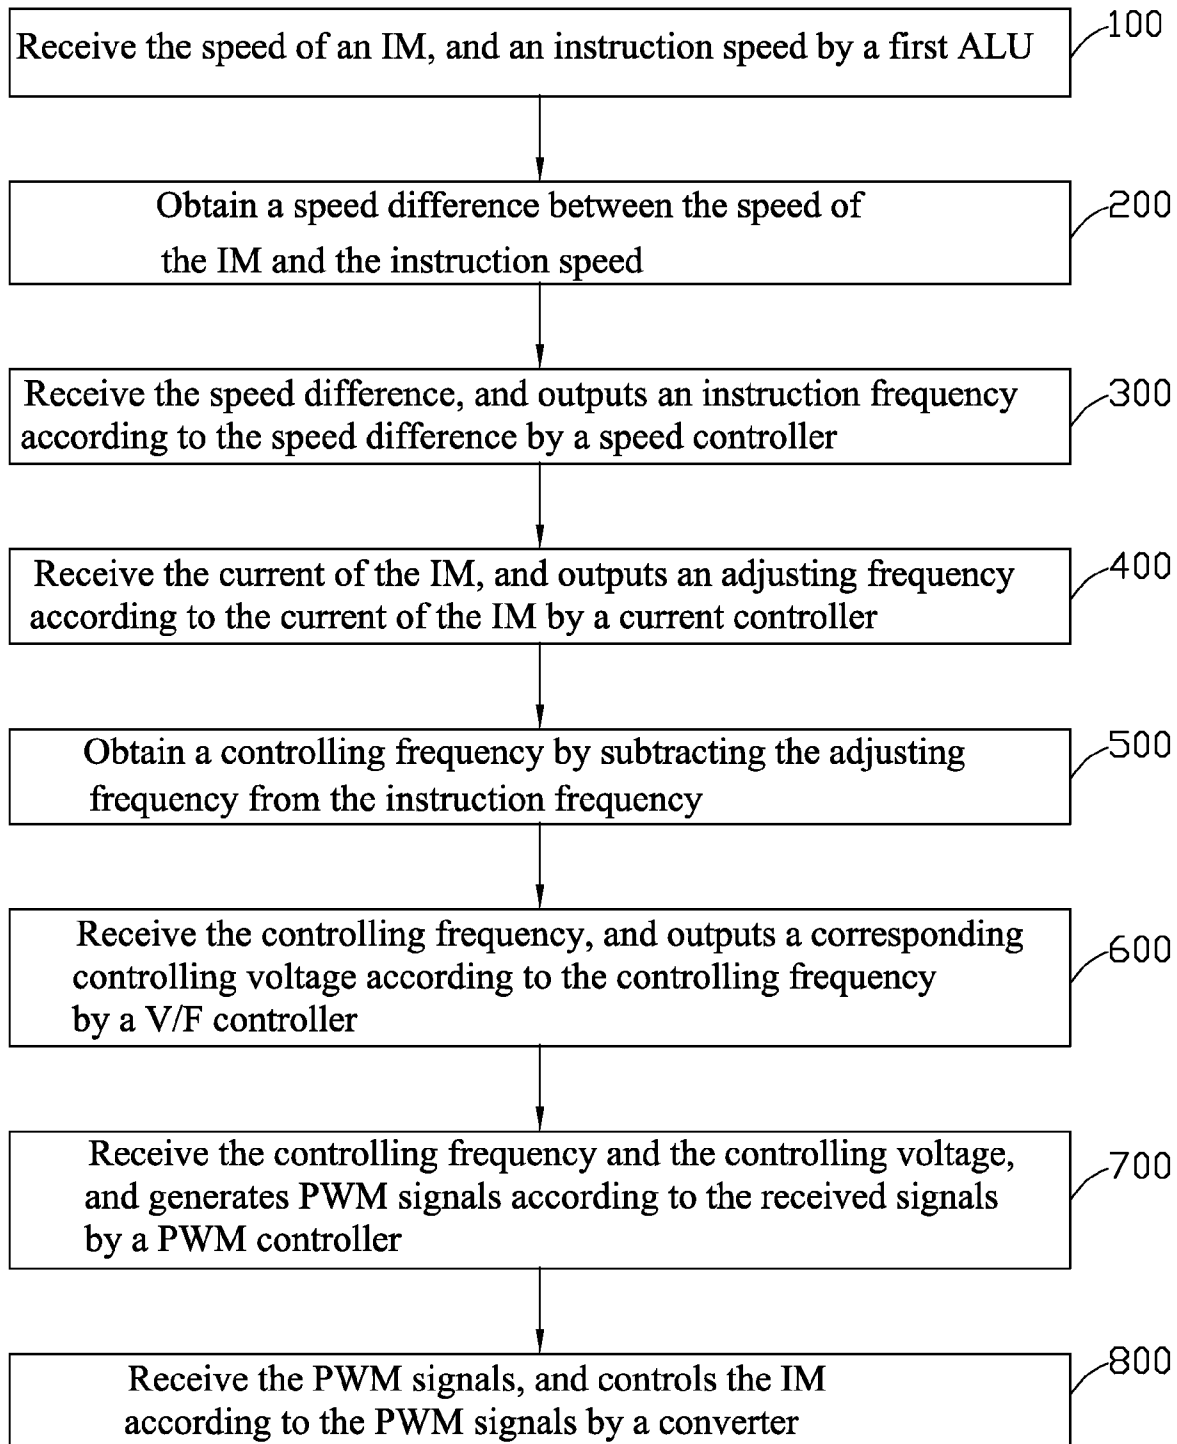 Receive the speed of an IM, and an instruction speed by a first ALU
100
Obtain a speed difference between the speed of
the IM and the instruction speed
200
Receive the speed difference, and outputs an instruction frequency
according to the speed difference by a speed controller
300
Receive the current of the IM, and outputs an adjusting frequency
according to the current of the IM by a current controller
400
Obtain a controlling frequency by subtracting the adjusting
frequency from the instruction frequency
500
Receive the controlling frequency, and outputs a corresponding
controlling voltage according to the controlling frequency
by a V/F controller
600
Receive the controlling frequency and the controlling voltage,
and generates PWM signals according to the received signals
by a PWM controller
700
Receive the PWM signals, and controls the IM
according to the PWM signals by a converter
800